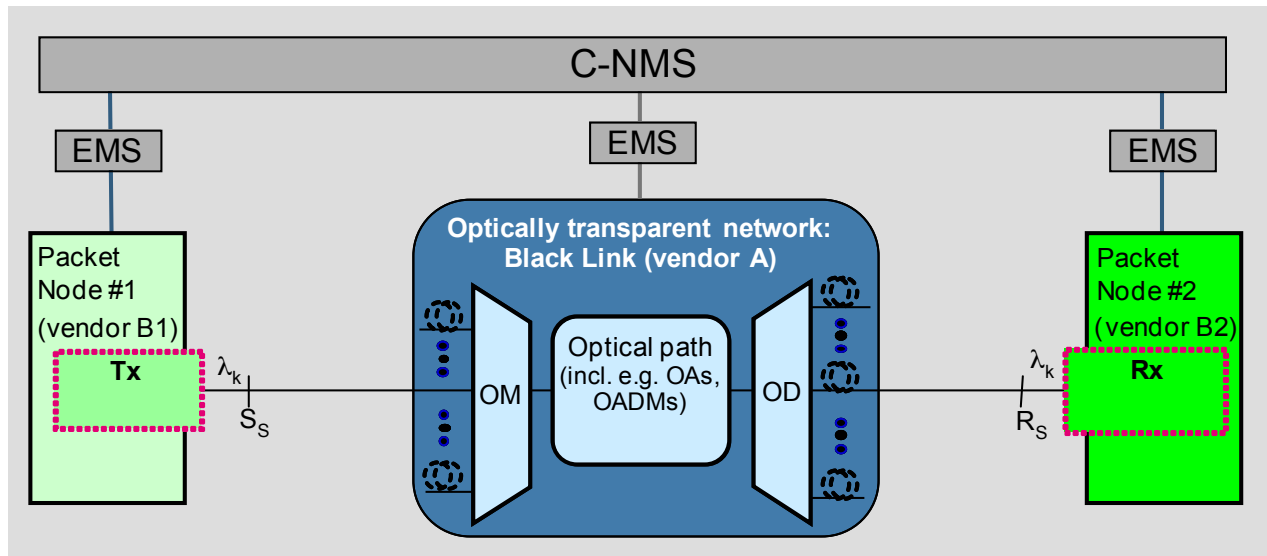 C-NMS
EMS
EMS
EMS
Optically transparent network:
Black Link (vendor A)
Packet
Node #1
(vendor B1)
Tx
λk
SS
OM
Optical path
(incl. e.g. OAs,
OADMs)
OD
λk
RS
Packet
Node #2
(vendor B2)
Rx